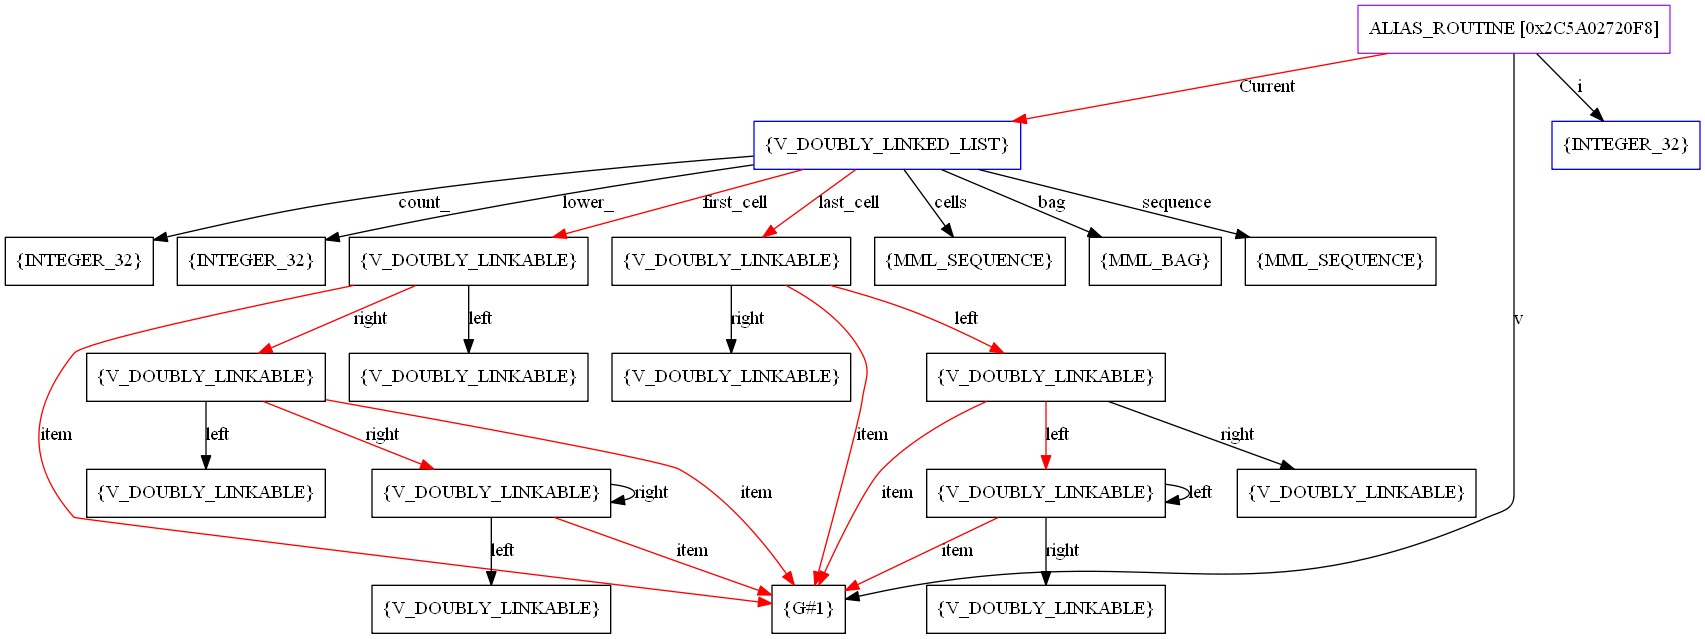 ALIAS_ROUTINE [0x2C5A02720F8]
Current
i
{V_DOUBLY_LINKED_LIST}
{INTEGER_32}
count_
lower_
first_cell
last_cell
cells
bag
sequence
{INTEGER_32}
{INTEGER_32}
{V_DOUBLY_LINKABLE}
{V_DOUBLY_LINKABLE}
{MML_SEQUENCE}
{MML_BAG}
{MML_SEQUENCE}
right
left
right
left
v
{V_DOUBLY_LINKABLE}
{V_DOUBLY_LINKABLE}
{V_DOUBLY_LINKABLE}
{V_DOUBLY_LINKABLE}
item
left
right
item
left
right
{V_DOUBLY_LINKABLE}
{V_DOUBLY_LINKABLE}
right
item
item
{V_DOUBLY_LINKABLE}
left
{V_DOUBLY_LINKABLE}
left
item
item
right
{V_DOUBLY_LINKABLE}
{G#1}
{V_DOUBLY_LINKABLE}